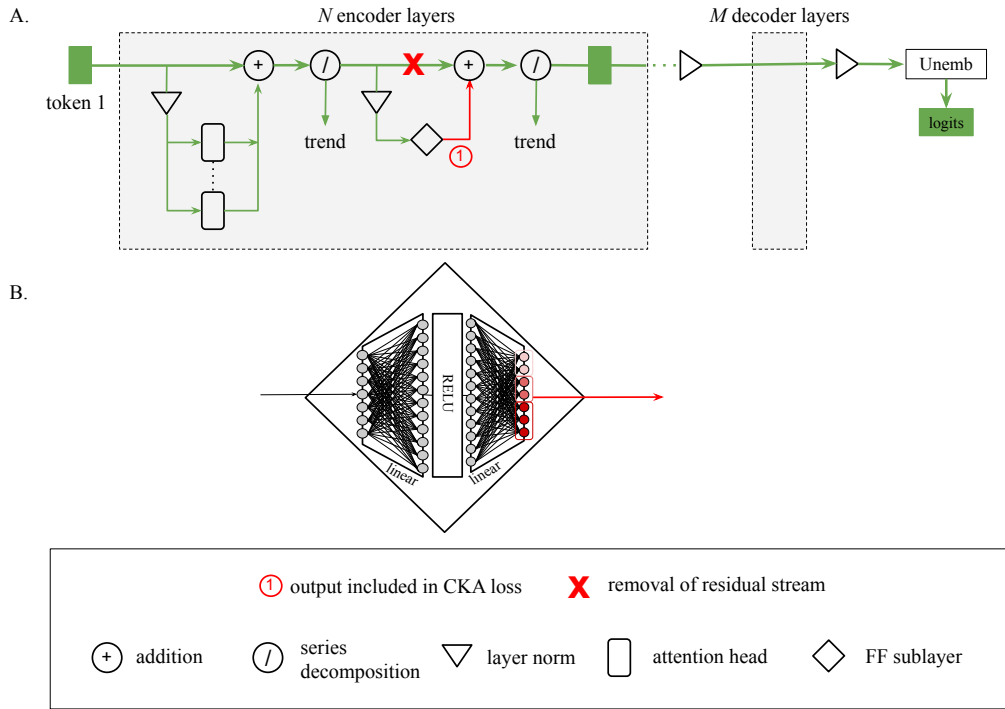 A.
N encoder layers
M decoder layers
token 1
+
/
X
+
/
trend
trend
1
Unemb
logits
B.
RELU
linear
linear
1 output included in CKA loss
X removal of residual stream
+ addition
/ series
decomposition
layer norm
attention head
FF sublayer